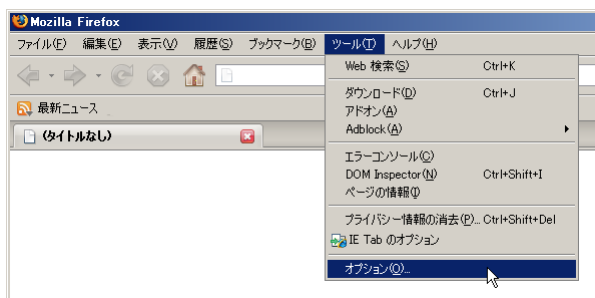 Mozilla Firefox
ファイル(F) 編集(E) 表示(V) 履歴(S) ブックマーク(B) ツール(T) ヘルプ(H)
Web 検索(S) Ctrl+K
ダウンロード(D) Ctrl+J
アドオン(A)
Adblock (A)
最新ニュース
(タイトルなし)
エラーコンソール(C)
DOM Inspector(N) Ctrl+Shift+I
ページの情報(I)
プライバシー情報の消去(P)... Ctrl+Shift+Del
IE Tab のオプション
オプション(O)...